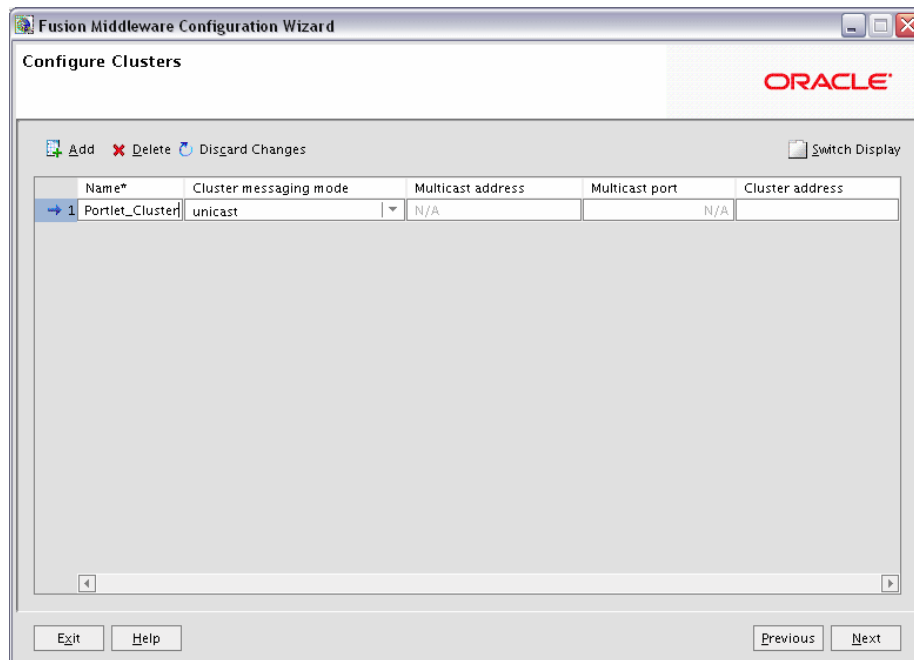 Fusion Middleware Configuration Wizard
Configure Clusters
ORACLE
Add Delete Discard Changes Switch Display
Name* Cluster messaging mode Multicast address Multicast port Cluster address
1 Portlet_Cluster unicast N/A N/A
Exit Help Previous Next